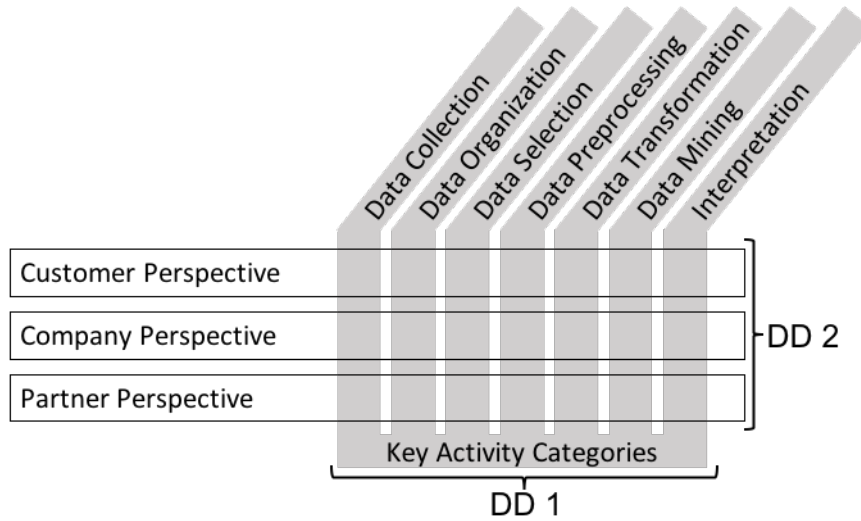 Data Collection
Data Organization
Data Selection
Data Preprocessing
Data Transformation
Data Mining
Interpretation
Customer Perspective
Company Perspective
DD 2
Partner Perspective
Key Activity Categories
DD 1